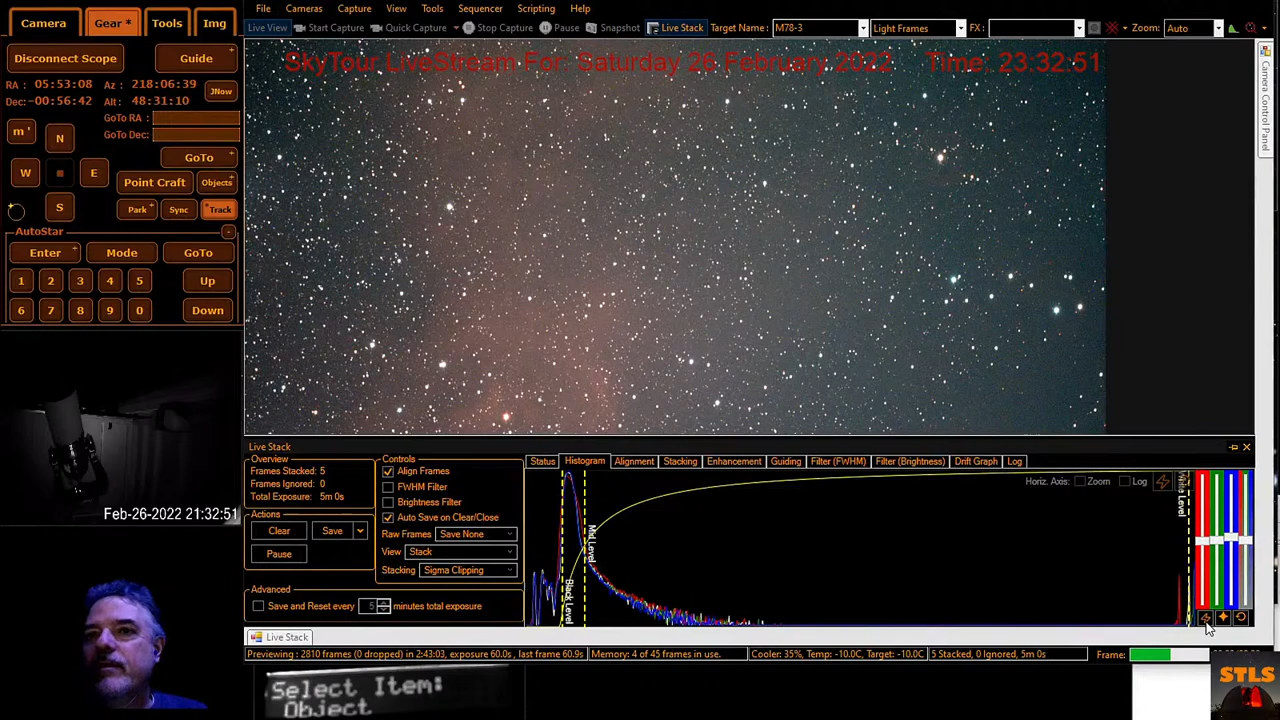 Camera Gear * Tools Img
File Cameras Capture View Tools Sequencer Scripting Help
Live View Start Capture Quick Capture Stop Capture Pause Snapshot Live Stack Target Name : M78-3 Light Frames FX : Zoom: Auto
Disconnect Scope Guide
RA : 05:53:08 Az : 218:06:39
Dec:-00:56:42 Alt : 48:31:10
JNow
GoTo RA :
GoTo Dec:
m ' N GoTo
W E Point Craft Objects
S Park Sync Track
AutoStar
Enter Mode GoTo
1 2 3 4 5 Up
6 7 8 9 0 Down
SkyTour LiveStream For Saturday 26 February 2022 Time: 23:32:51
Camera Control Panel
Feb-26-2022 21:32:51
Live Stack
Overview
Frames Stacked: 5
Frames Ignored: 0
Total Exposure: 5m 0s
Actions
Clear Save
Pause
Controls
Align Frames
FWHM Filter
Brightness Filter
Auto Save on Clear/Close
Raw Frames Save None
View Stack
Stacking Sigma Clipping
Advanced
Save and Reset every 5 minutes total exposure
Status Histogram Alignment Stacking Enhancement Guiding Filter (FWHM) Filter (Brightness) Drift Graph Log
Horiz. Axis: Zoom Log
Black Level
Mid Level
White Level
Live Stack
Previewing : 2810 frames (0 dropped) in 2:43:03, exposure 60.0s , last frame 60.9s Memory: 4 of 45 frames in use. Cooler: 35%, Temp: -10.0C, Target: -10.0C 5 Stacked, 0 Ignored, 5m 0s Frame:
Select Item:
Object
STLS